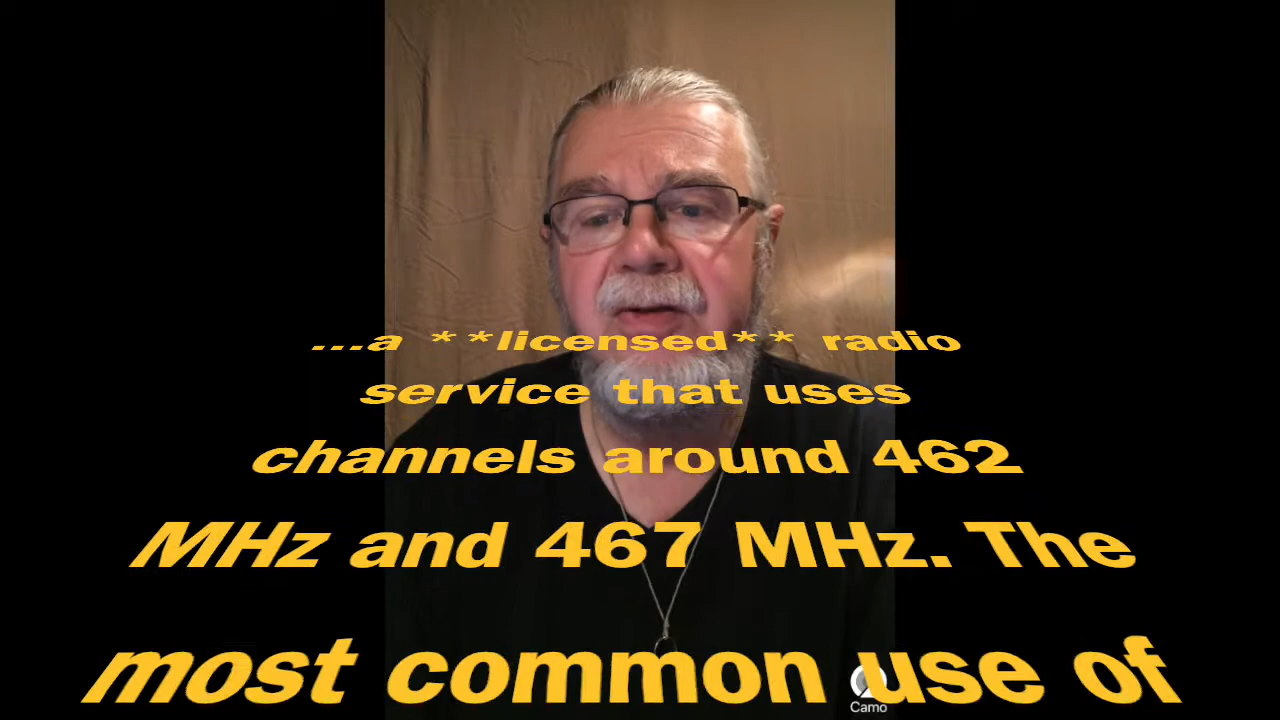 ...a **licensed** radio
service that uses
channels around 462
MHz and 467 MHz. The
most common use of
Camo